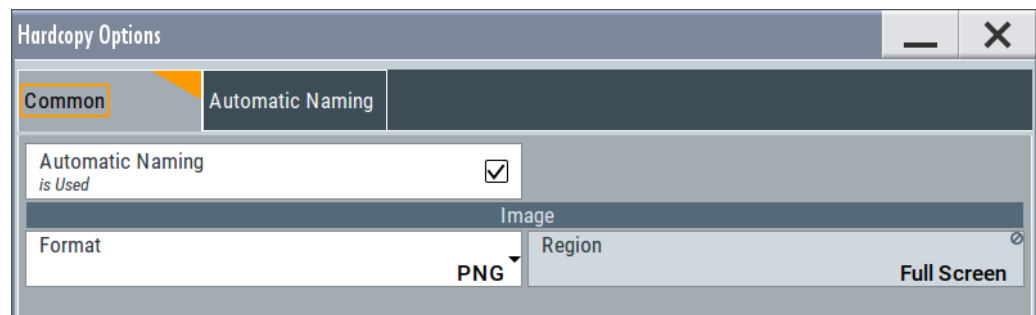 Hardcopy Options
Common
Automatic Naming
Automatic Naming
is Used
Image
Format
PNG
Region
Full Screen